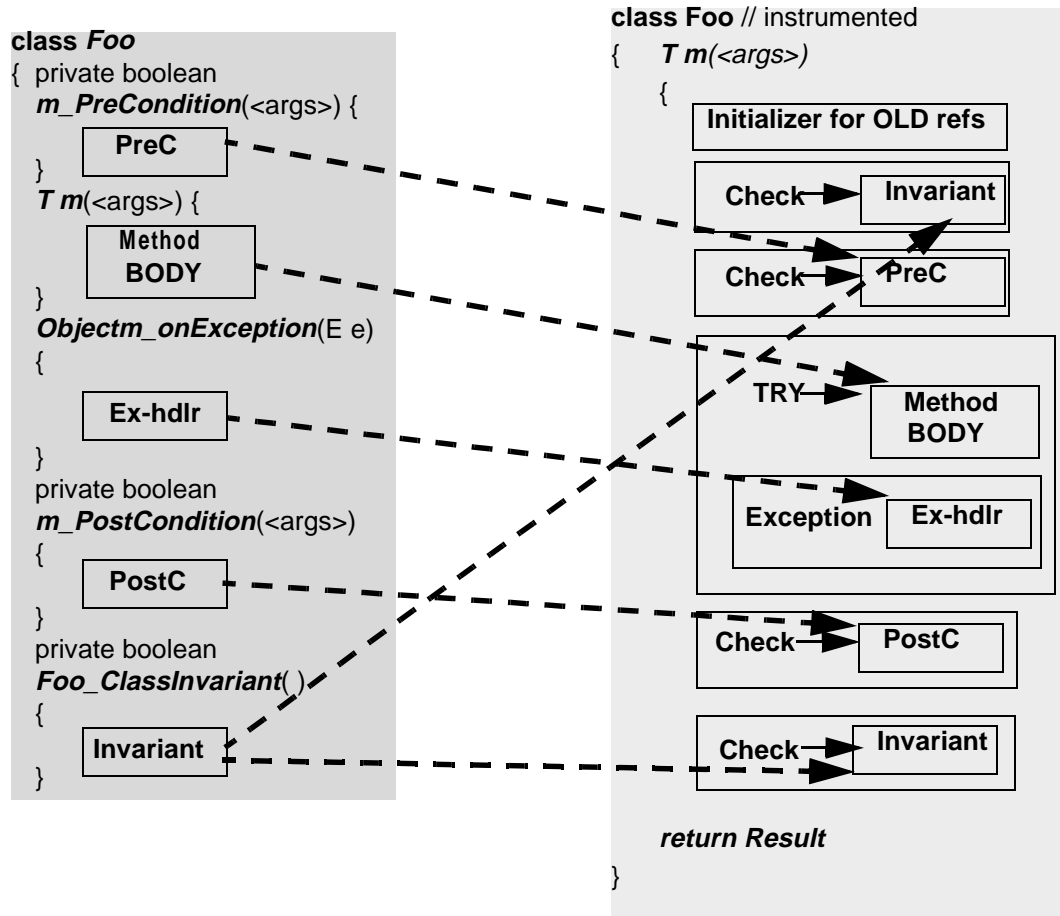 class Foo
{ private boolean
m_PreCondition(<args>) {
PreC
}
T m(<args>) {
Method
BODY
}
Objectm_onException(E e)
{
Ex-hdlr
}
private boolean
m_PostCondition(<args>)
{
PostC
}
private boolean
Foo_ClassInvariant( )
{
Invariant
}
class Foo // instrumented
{ T m(<args>)
{
Initializer for OLD refs
Check Invariant
Check PreC
TRY
Method
BODY
Exception Ex-hdlr
Check PostC
Check Invariant
return Result
}